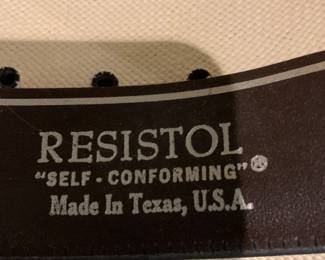 RESISTOL
"SELF-CONFORMING"®
Made In Texas, U.S.A.